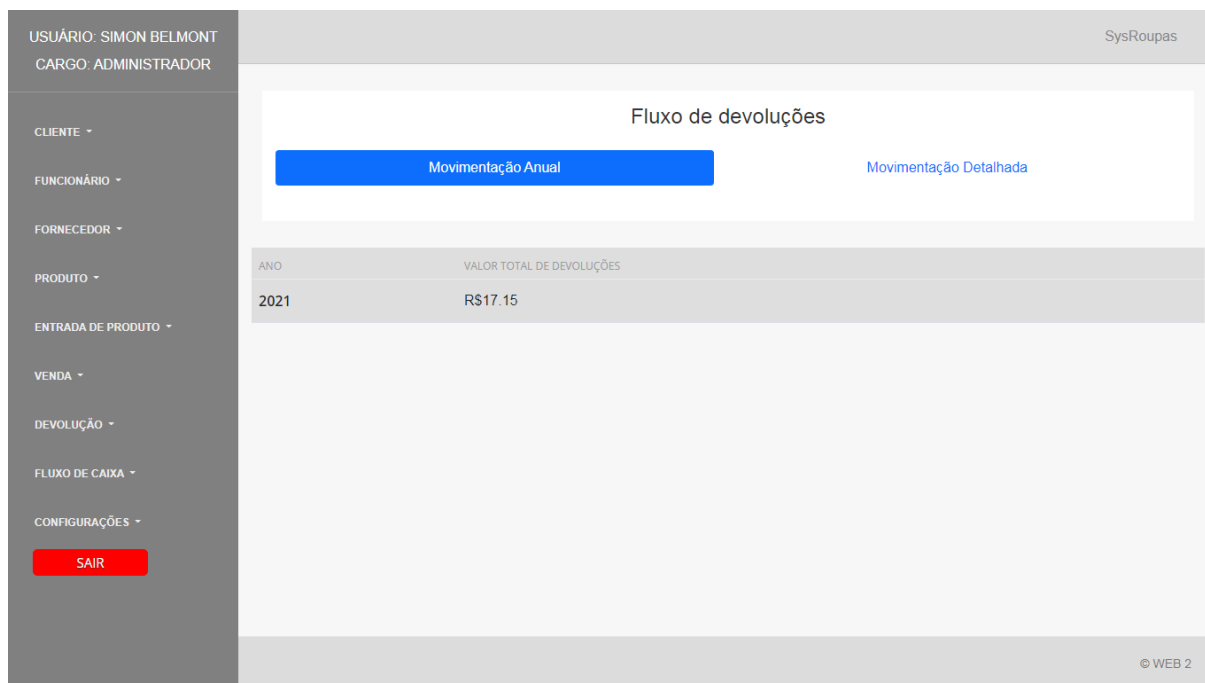 USUÁRIO: SIMON BELMONT
CARGO: ADMINISTRADOR
CLIENTE
FUNCIONÁRIO
FORNECEDOR
PRODUTO
ENTRADA DE PRODUTO
VENDA
DEVOLUÇÃO
FLUXO DE CAIXA
CONFIGURAÇÕES
SAIR
SysRoupas
Fluxo de devoluções
Movimentação Anual Movimentação Detalhada
ANO VALOR TOTAL DE DEVOLUÇÕES
2021 R$17.15
© WEB 2